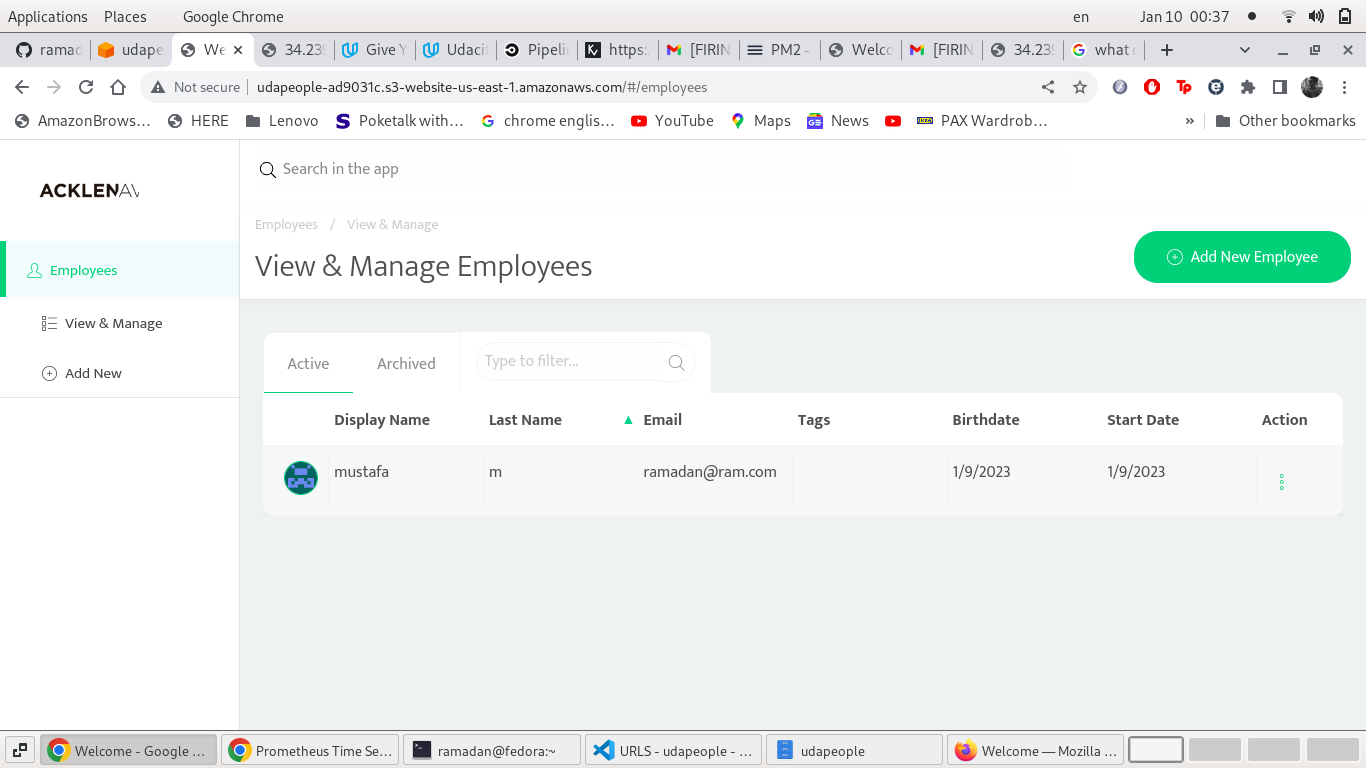 Applications Places Google Chrome en Jan 10 00:37
ramad udape We 34.239 Give Y Udaci Pipeli https: [FIRIN PM2 - Welco [FIRIN 34.239 what
Not secure udapeople-ad9031c.s3-website-us-east-1.amazonaws.com/#/employees
AmazonBrows... HERE Lenovo Poketalk with... chrome englis... YouTube Maps News PAX Wardrob... » Other bookmarks
ACKLENAV
Search in the app
Employees / View & Manage
View & Manage Employees
Add New Employee
Employees
View & Manage
Add New
Active Archived Type to filter...
Display Name Last Name Email Tags Birthdate Start Date Action
mustafa m ramadan@ram.com 1/9/2023 1/9/2023
Welcome - Google ... Prometheus Time Se... ramadan@fedora:~ URLS - udapeople - ... udapeople Welcome — Mozilla ...